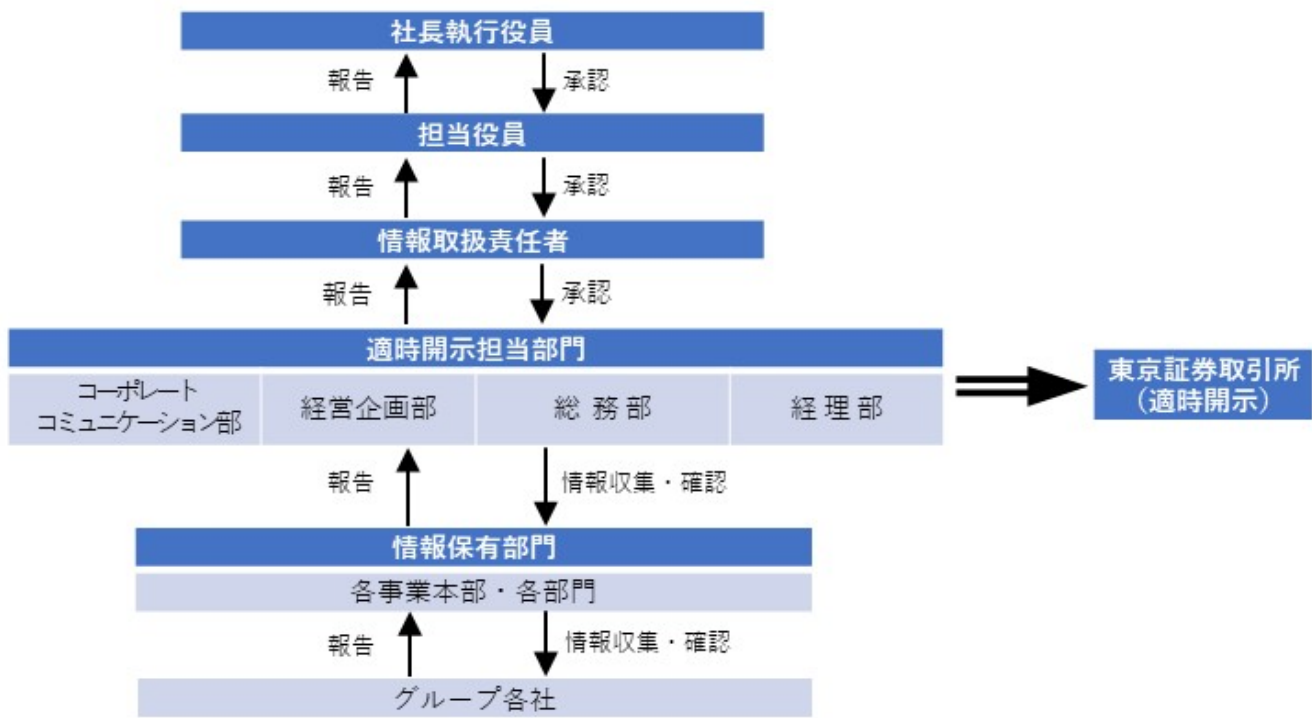 社長執行役員
報告
承認
担当役員
報告
承認
情報取扱責任者
報告
承認
適時開示担当部門
コーポレート
コミュニケーション部
経営企画部
総務部
経理部
東京証券取引所
（適時開示）
報告
情報収集・確認
情報保有部門
各事業本部・各部門
報告
情報収集・確認
グループ各社